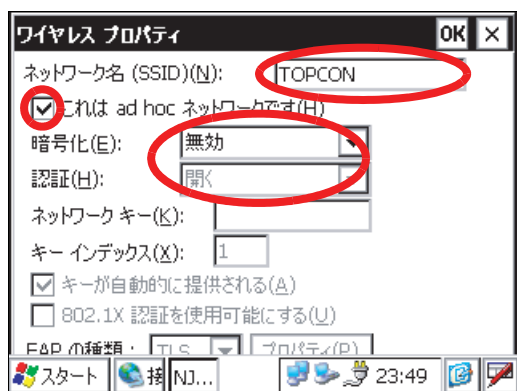 ワイヤレス プロパティ OK ×
ネットワーク名 (SSID)(N): TOPCON
これは ad hoc ネットワークです(H)
暗号化(E): 無効
認証(H): 開く
ネットワーク キー(K):
キー インデックス(X): 1
キーが自動的に提供される(A)
802.1X 認証を使用可能にする(U)
EAP の種類 : TLS プロパティ(P)
スタート 接 NJ... 23:49